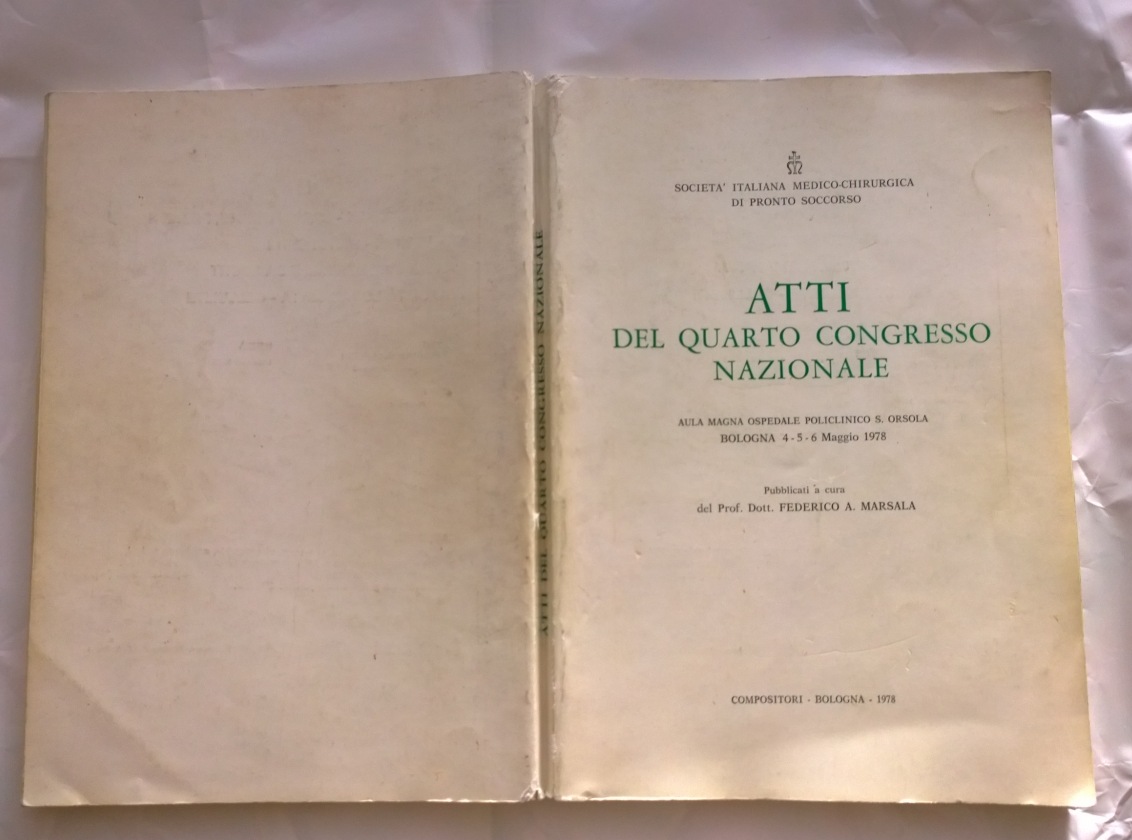 ATTI DEL QUARTO CONGRESSO NAZIONALE
SOCIETA' ITALIANA MEDICO-CHIRURGICA
DI PRONTO SOCCORSO
ATTI
DEL QUARTO CONGRESSO
NAZIONALE
AULA MAGNA OSPEDALE POLICLINICO S. ORSOLA
BOLOGNA 4-5-6 Maggio 1978
Pubblicati a cura
del Prof. Dott. FEDERICO A. MARSALA
COMPOSITORI - BOLOGNA - 1978